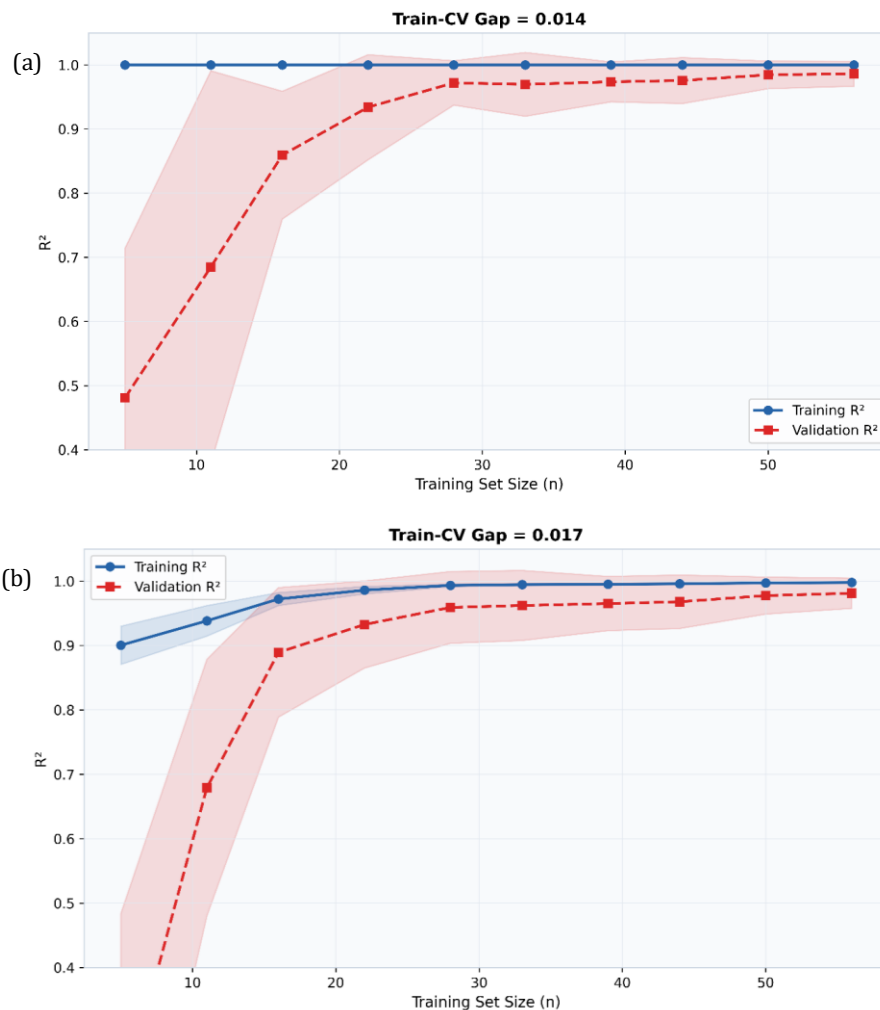 Train-CV Gap = 0.014
(a)
1.0
0.9
0.8
0.7
0.6
0.5
0.4
R²
10 20 30 40 50
Training Set Size (n)
Training R²
Validation R²
Train-CV Gap = 0.017
(b)
Training R²
Validation R²
1.0
0.9
0.8
0.7
0.6
0.5
0.4
R²
10 20 30 40 50
Training Set Size (n)